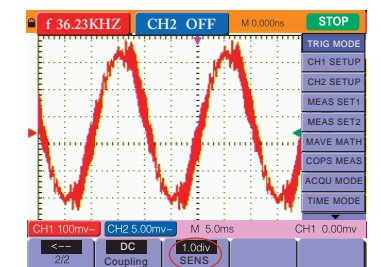 f 36.23KHZ CH2 OFF M 0.000ns STOP
TRIG MODE
CH1 SETUP
CH2 SETUP
MEAS SET1
MEAS SET2
MAVE MATH
COPS MEAS
ACQU MODE
TIME MODE
CH1 100mv~ CH2 5.00mv~ M 5.0ms CH1 0.00mv
<-- DC 1.0div
2/2 Coupling SENS